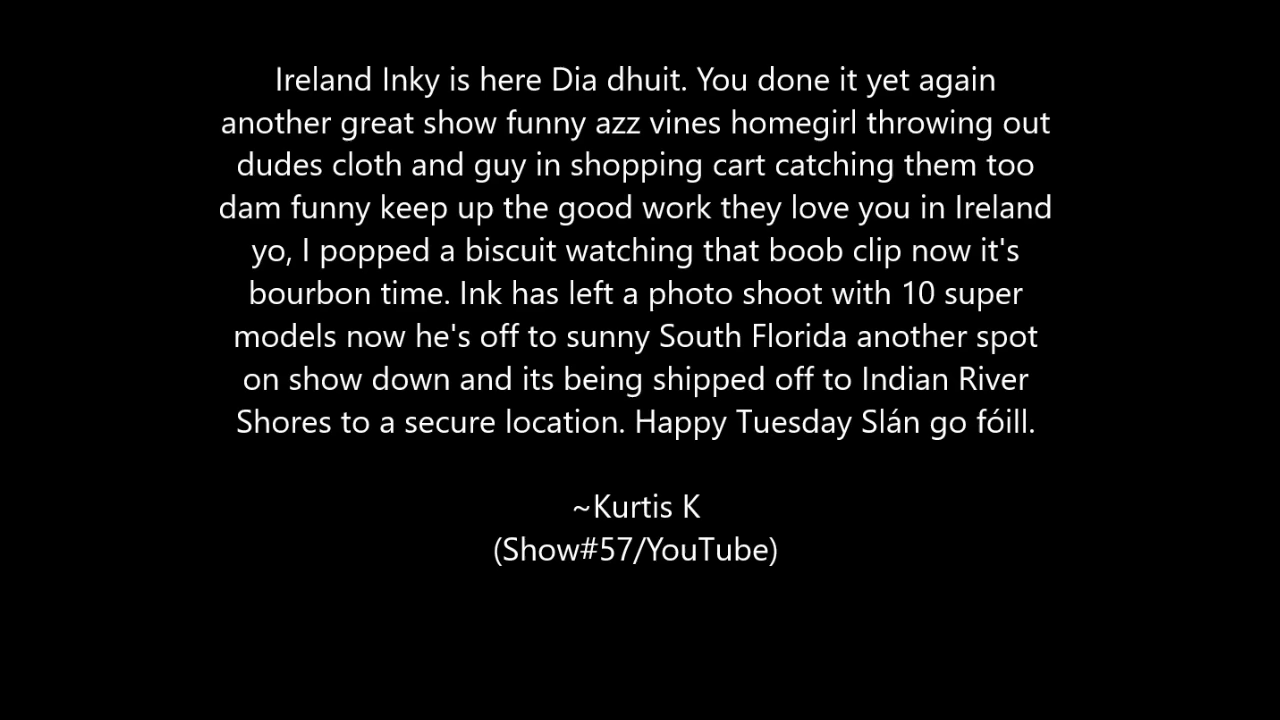 Ireland Inky is here Dia dhuit. You done it yet again
another great show funny azz vines homegirl throwing out
dudes cloth and guy in shopping cart catching them too
dam funny keep up the good work they love you in Ireland
yo, I popped a biscuit watching that boob clip now it's
bourbon time. Ink has left a photo shoot with 10 super
models now he's off to sunny South Florida another spot
on show down and its being shipped off to Indian River
Shores to a secure location. Happy Tuesday Slán go fóill.
~Kurtis K
(Show#57/YouTube)